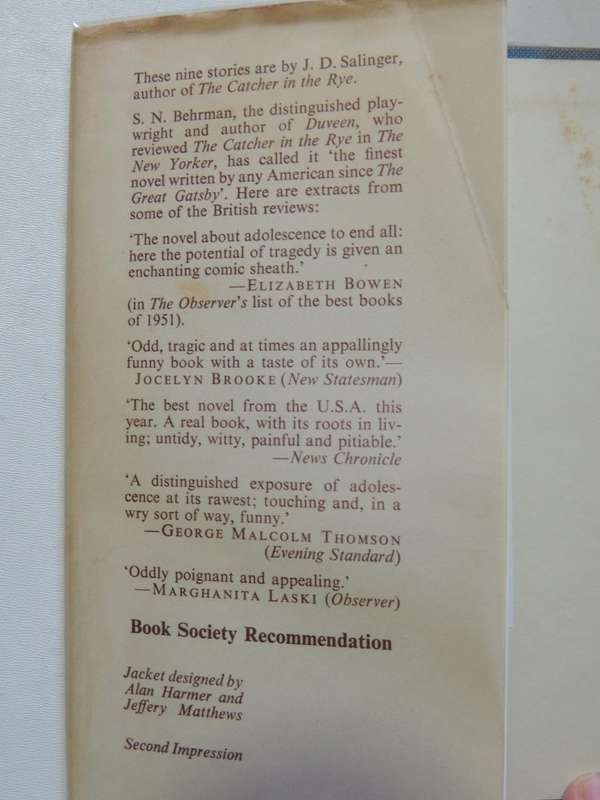 These nine stories are by J. D. Salinger,
author of The Catcher in the Rye.
S. N. Behrman, the distinguished play-
wright and author of Duveen, who
reviewed The Catcher in the Rye in The
New Yorker, has called it ‘the finest
novel written by any American since The
Great Gatsby’. Here are extracts from
some of the British reviews:
‘The novel about adolescence to end all:
here the potential of tragedy is given an
enchanting comic sheath.’
—ELIZABETH BOWEN
(in The Observer’s list of the best books
of 1951).
‘Odd, tragic and at times an appallingly
funny book with a taste of its own.’—
JOCELYN BROOKE (New Statesman)
‘The best novel from the U.S.A. this
year. A real book, with its roots in liv-
ing; untidy, witty, painful and pitiable.’
—News Chronicle
‘A distinguished exposure of adoles-
cence at its rawest; touching and, in a
wry sort of way, funny.’
—GEORGE MALCOLM THOMSON
(Evening Standard)
‘Oddly poignant and appealing.’
—MARGHANITA LASKI (Observer)
Book Society Recommendation
Jacket designed by
Alan Harmer and
Jeffery Matthews
Second Impression